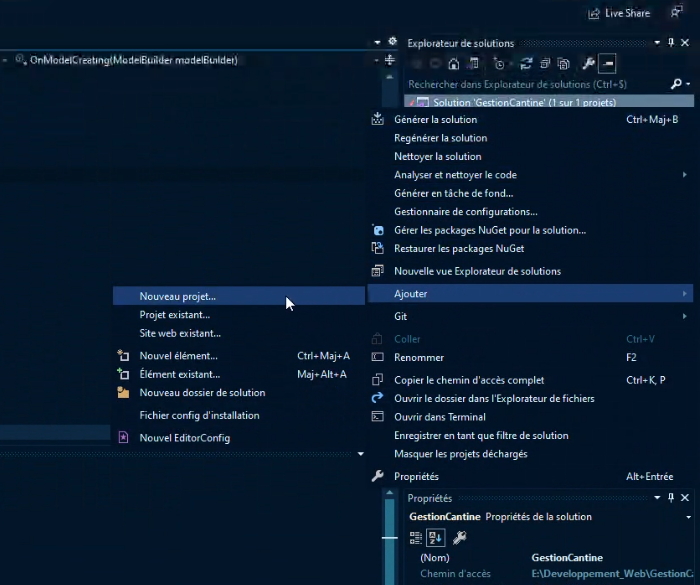 Live Share
OnModelCreating(ModelBuilder modelBuilder)
Explorateur de solutions
Rechercher dans Explorateur de solutions (Ctrl+$)
Solution 'GestionCantine' (1 sur 1 projets)
Générer la solution Ctrl+Maj+B
Regénérer la solution
Nettoyer la solution
Analyser et nettoyer le code
Générer en tâche de fond...
Gestionnaire de configurations...
Gérer les packages NuGet pour la solution...
Restaurer les packages NuGet
Nouvelle vue Explorateur de solutions
Ajouter
Git
Coller Ctrl+V
Renommer F2
Copier le chemin d'accès complet Ctrl+K, P
Ouvrir le dossier dans l'Explorateur de fichiers
Ouvrir dans Terminal
Enregistrer en tant que filtre de solution
Masquer les projets déchargés
Propriétés Alt+Entrée
Nouveau projet...
Projet existant...
Site web existant...
Nouvel élément... Ctrl+Maj+A
Élément existant... Maj+Alt+A
Nouveau dossier de solution
Fichier config d'installation
Nouvel EditorConfig
Propriétés
GestionCantine Propriétés de la solution
(Nom) GestionCantine
Chemin d'accès E:\Developpement_Web\GestionC